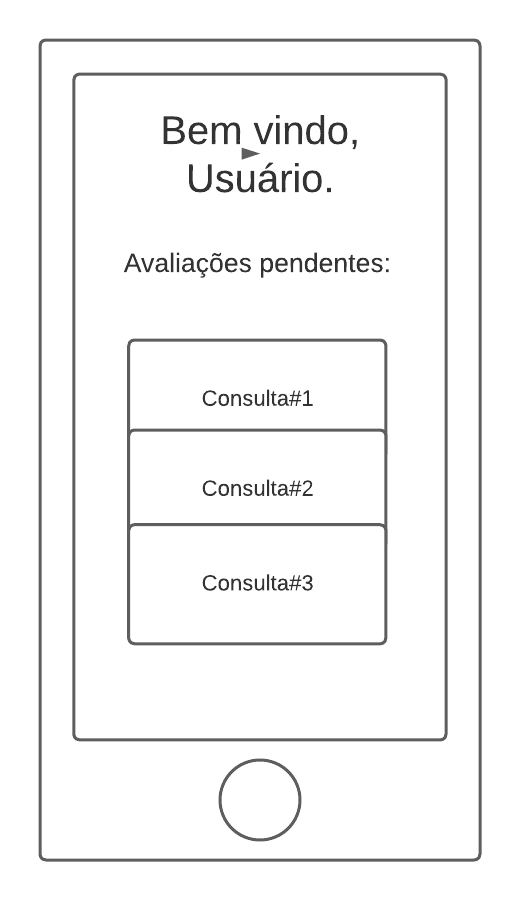 Bem vindo,
Usuário.
Avaliações pendentes:
Consulta#1
Consulta#2
Consulta#3